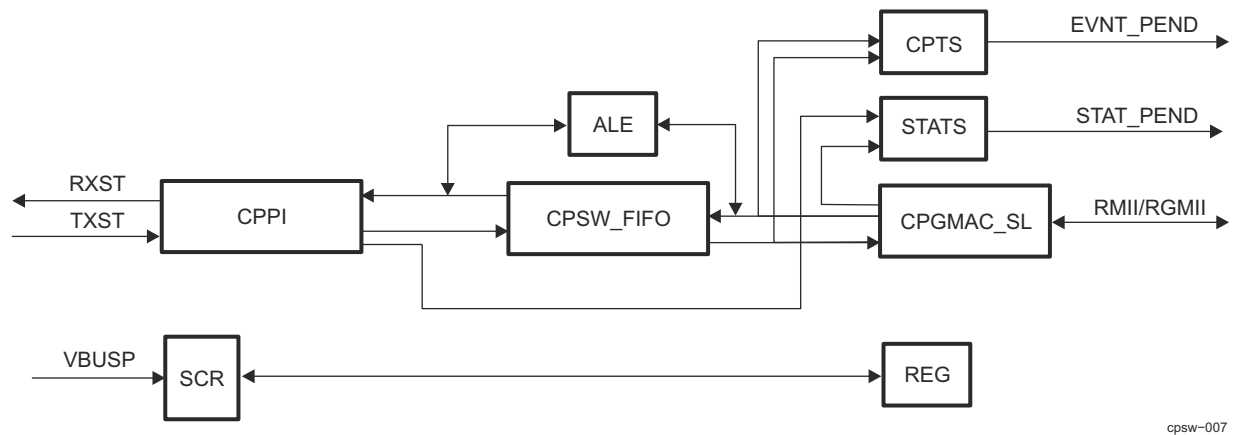 CPTS
EVNT_PEND
ALE
STATS
STAT_PEND
RXST
TXST
CPPI
CPSW_FIFO
CPGMAC_SL
RMII/RGMII
VBUSP
SCR
REG
cpsw−007